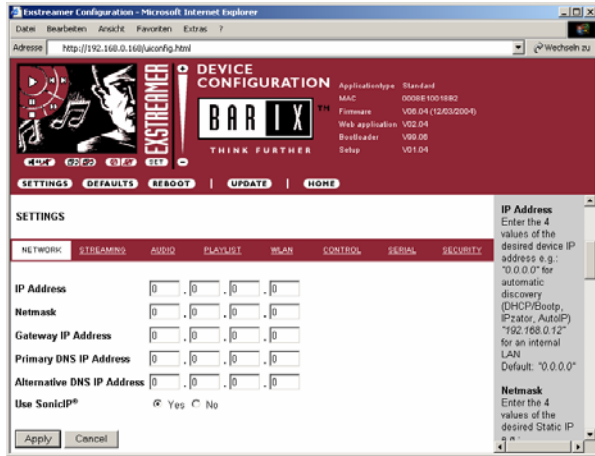 Exstreamer Configuration - Microsoft Internet Explorer
Datei Bearbeiten Ansicht Favoriten Extras ?
Adresse http://192.168.0.160/uiconfig.html Wechseln zu
EXSTREAMER
SET
DEVICE
CONFIGURATION
BARIX™
THINK FURTHER
Applicationtype Standard
MAC 0008E1001882
Firmware V06.04 (12/03/2004)
Web application V02.04
Bootloader V99.06
Setup V01.04
SETTINGS DEFAULTS REBOOT | UPDATE | HOME
SETTINGS
NETWORK STREAMING AUDIO PLAYLIST WLAN CONTROL SERIAL SECURITY
IP Address 0 . 0 . 0 . 0
Netmask 0 . 0 . 0 . 0
Gateway IP Address 0 . 0 . 0 . 0
Primary DNS IP Address 0 . 0 . 0 . 0
Alternative DNS IP Address 0 . 0 . 0 . 0
Use SonicIP® Yes No
Apply Cancel
IP Address
Enter the 4
values of the
desired device IP
address e.g.:
"0.0.0.0" for
automatic
discovery
(DHCP/Bootp,
IPzator, AutoIP)
"192.168.0.12"
for an internal
LAN
Default: "0.0.0.0"
Netmask
Enter the 4
values of the
desired Static IP
e.g.: